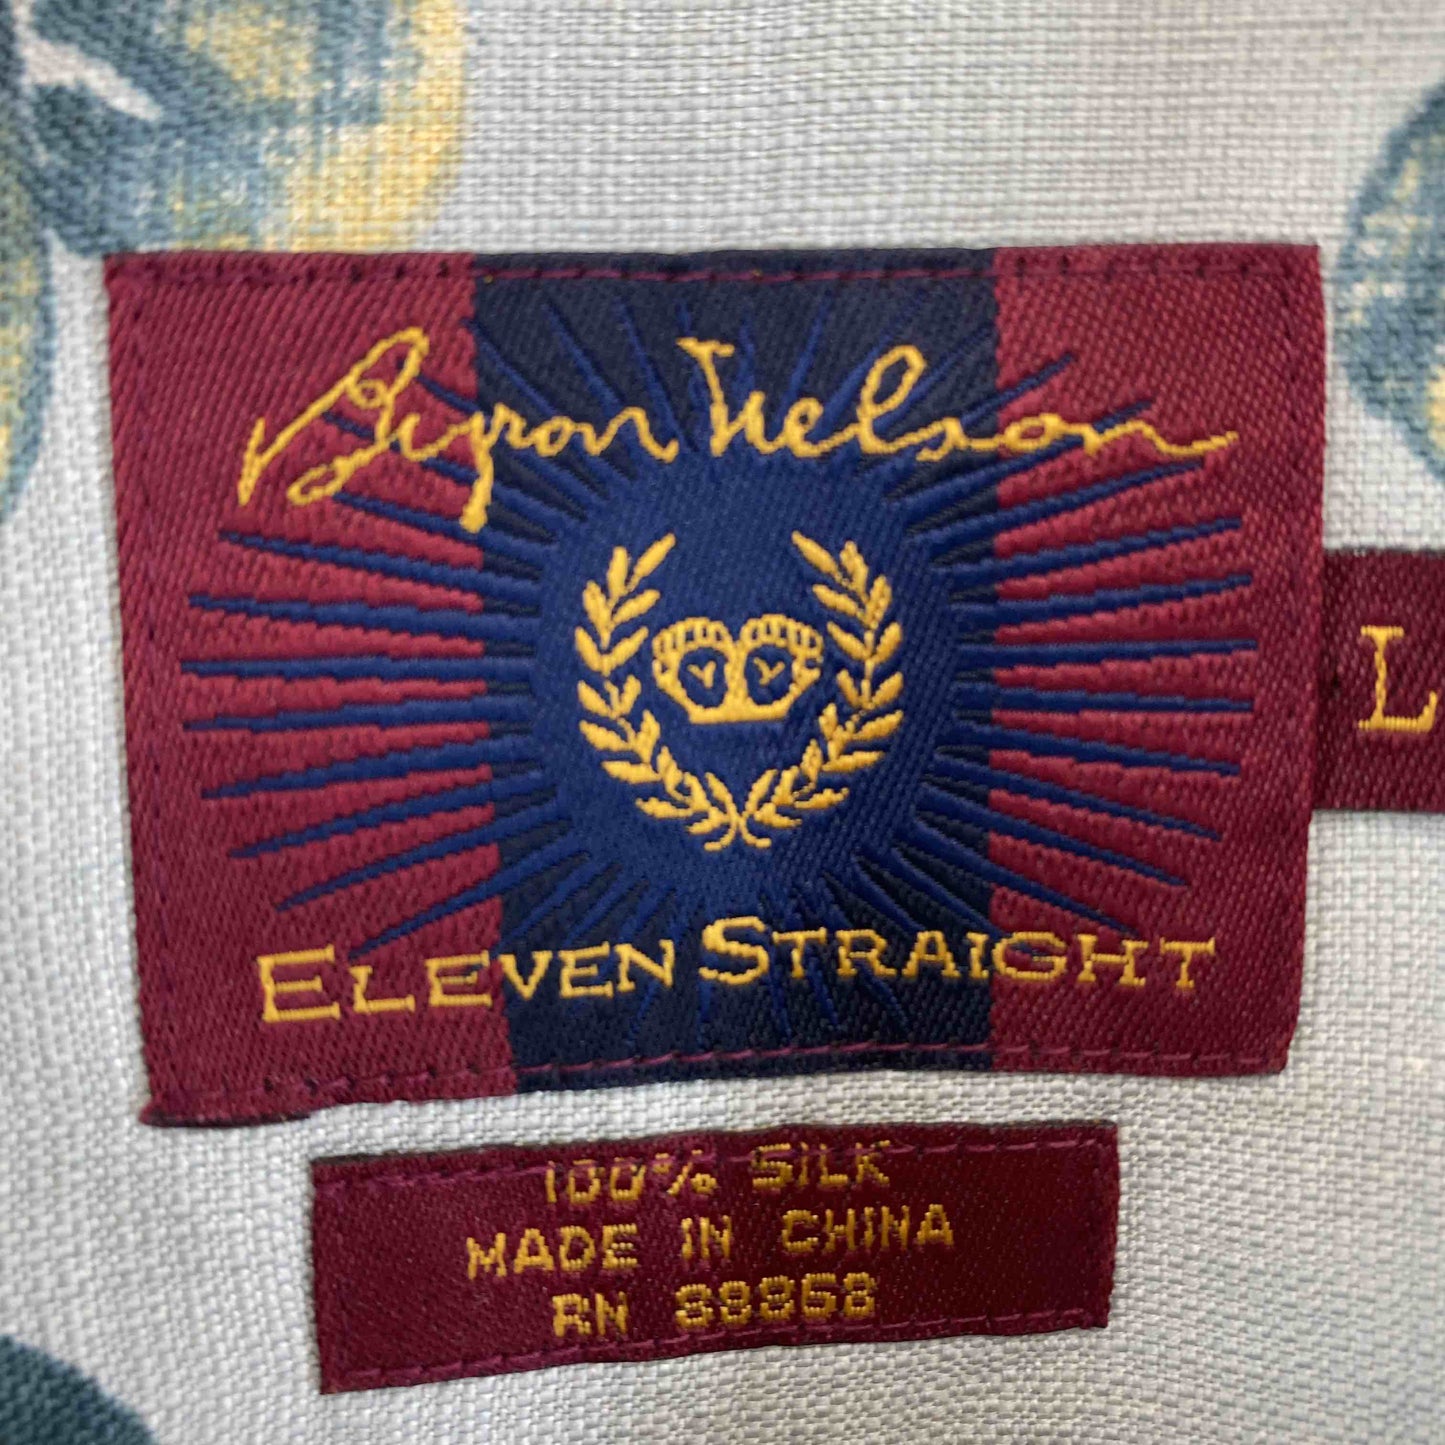 Byron Nelson
ELEVEN STRAIGHT
L
100% SILK
MADE IN CHINA
RN 88868